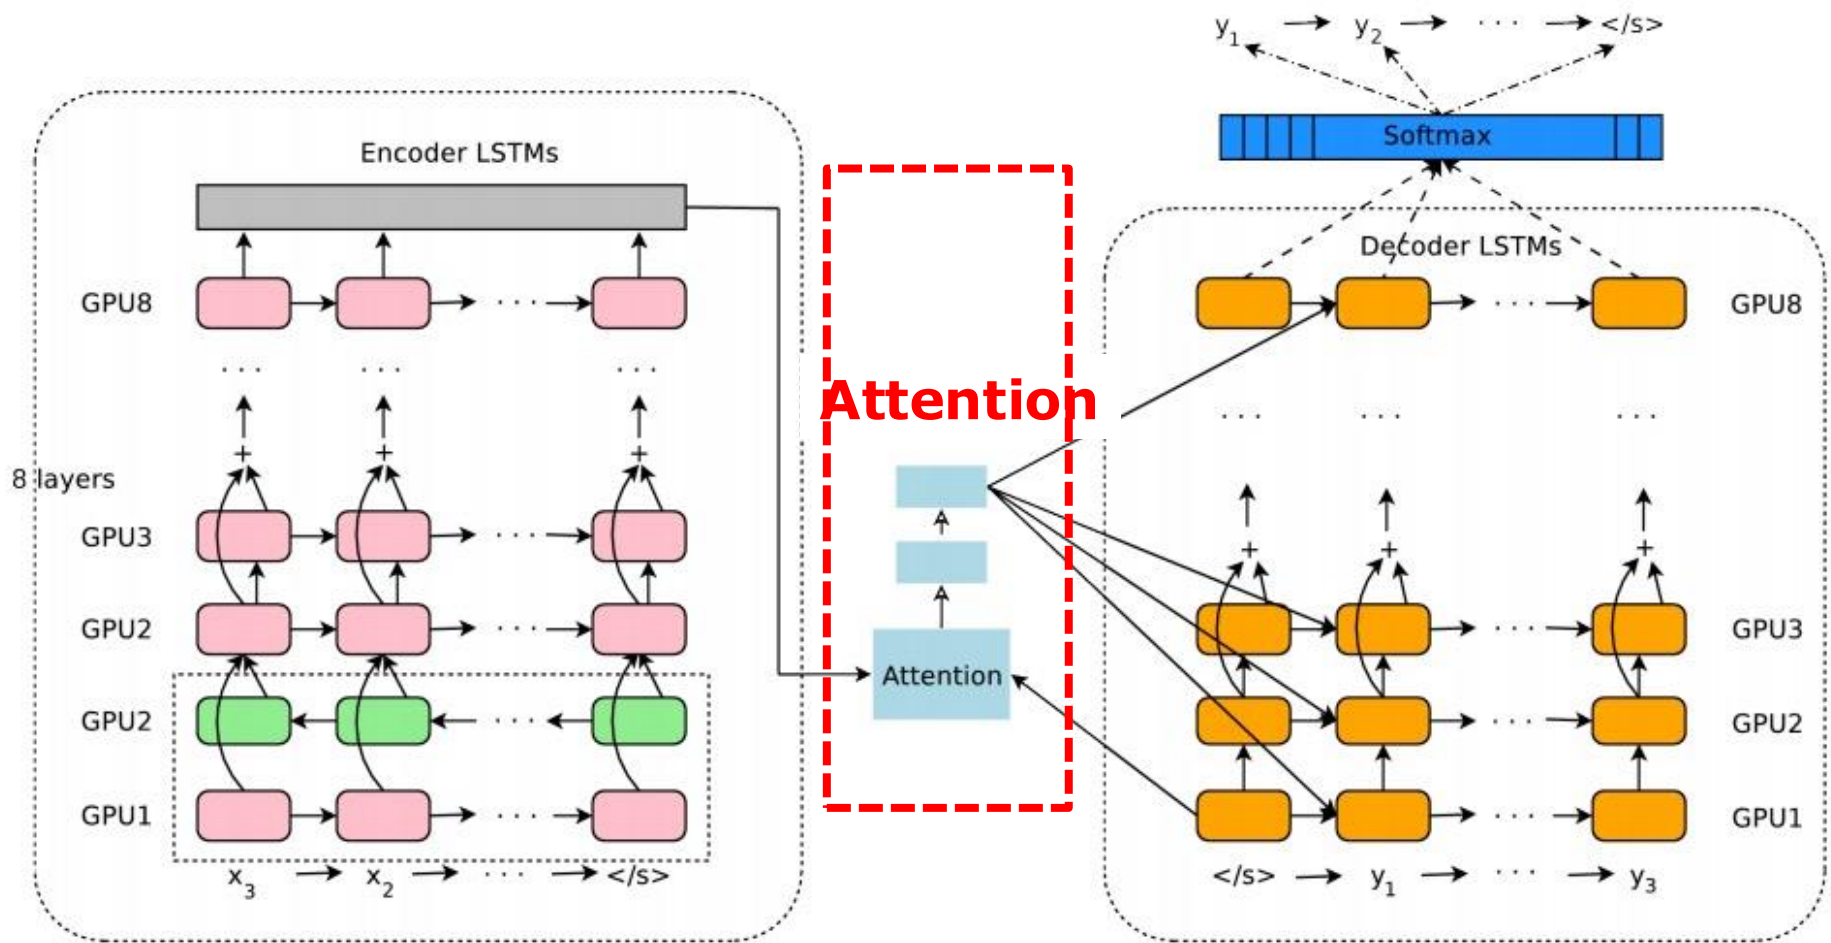 y1 → y2 → ··· → </s>
Softmax
Encoder LSTMs
Decoder LSTMs
GPU8
GPU8
···
···
···
Attention
···
···
···
+
+
+
8 layers
GPU3
+
+
+
GPU2
GPU3
Attention
GPU2
GPU2
GPU1
GPU1
x3 → x2 → ··· → </s>
</s> → y1 → ··· → y3